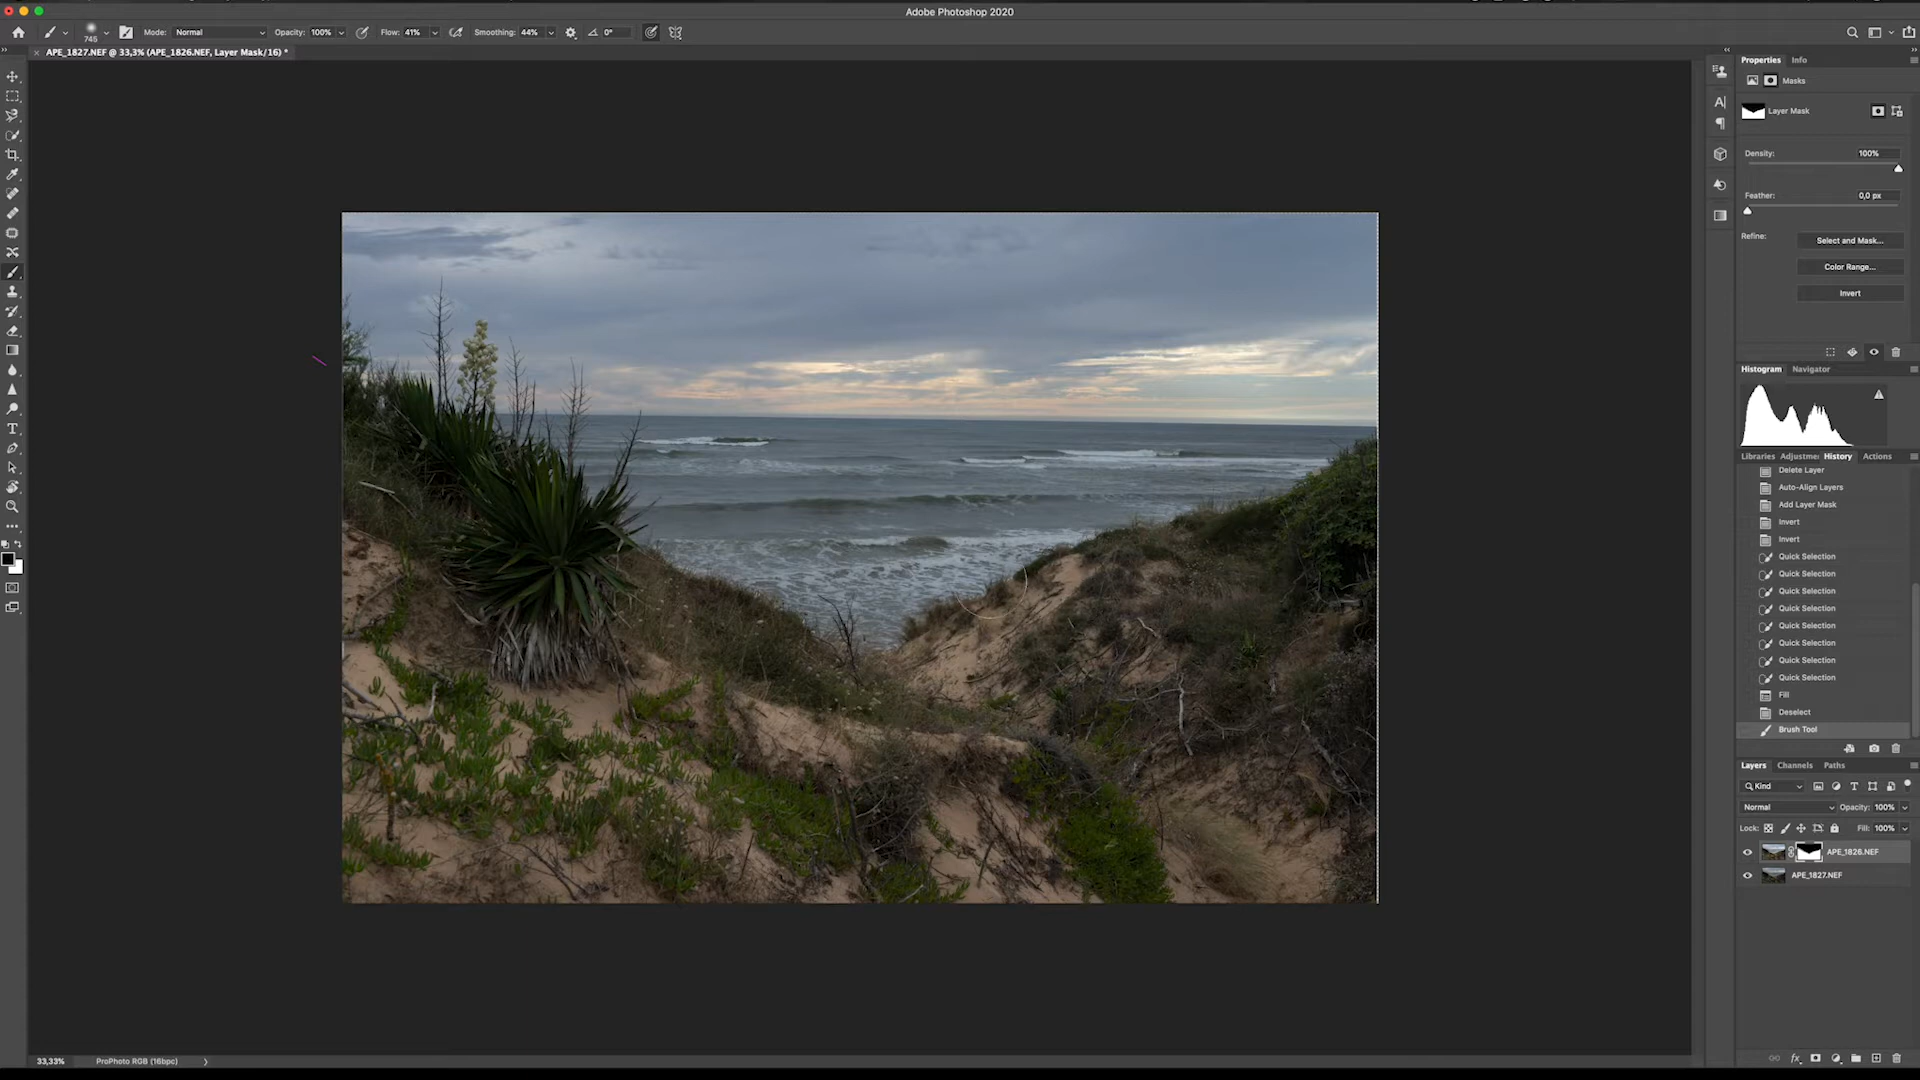 Adobe Photoshop 2020
745
Mode: Normal
Opacity: 100%
Flow: 41%
Smoothing: 44%
0°
APE_1827.NEF @ 33,3% (APE_1826.NEF, Layer Mask/16) *
Properties
Info
Masks
Layer Mask
Density:
100%
Feather:
0,0 px
Refine:
Select and Mask...
Color Range...
Invert
Histogram
Navigator
Libraries
Adjustme
History
Actions
Delete Layer
Auto-Align Layers
Add Layer Mask
Invert
Invert
Quick Selection
Quick Selection
Quick Selection
Quick Selection
Quick Selection
Quick Selection
Quick Selection
Quick Selection
Fill
Deselect
Brush Tool
Layers
Channels
Paths
Kind
Normal
Opacity: 100%
Lock:
Fill: 100%
APE_1826.NEF
APE_1827.NEF
fx
33,33%
ProPhoto RGB (16bpc)